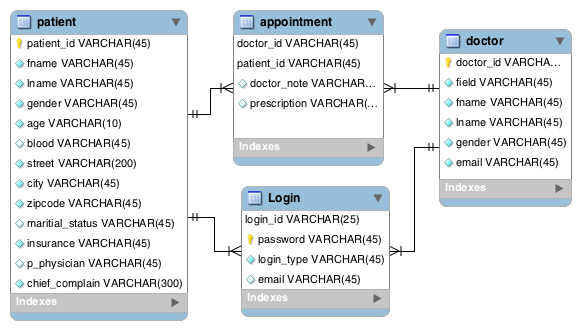 patient
patient_id VARCHAR(45)
fname VARCHAR(45)
lname VARCHAR(45)
gender VARCHAR(45)
age VARCHAR(10)
blood VARCHAR(45)
street VARCHAR(200)
city VARCHAR(45)
zipcode VARCHAR(45)
maritial_status VARCHAR(45)
insurance VARCHAR(45)
p_physician VARCHAR(45)
chief_complain VARCHAR(300)
Indexes
appointment
doctor_id VARCHAR(45)
patient_id VARCHAR(45)
doctor_note VARCHAR...
prescription VARCHAR(...
Indexes
Login
login_id VARCHAR(25)
password VARCHAR(45)
login_type VARCHAR(45)
email VARCHAR(45)
Indexes
doctor
doctor_id VARCHA...
field VARCHAR(45)
fname VARCHAR(45)
lname VARCHAR(45)
gender VARCHAR(45)
email VARCHAR(45)
Indexes